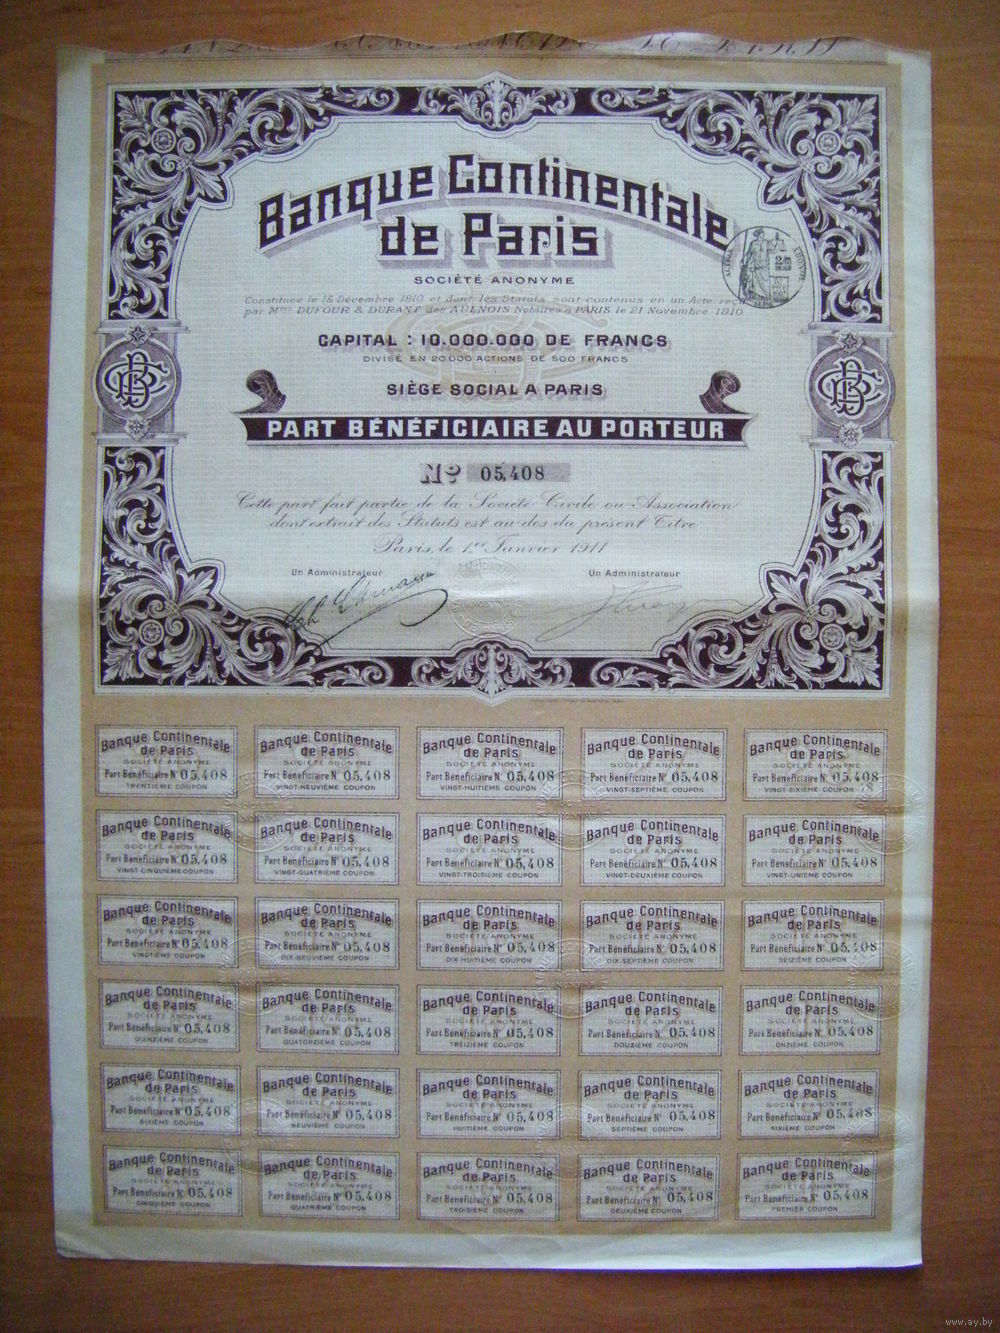 Banque Continentale
de Paris
SOCIÉTÉ ANONYME
Constituée le 15 Décembre 1910 et dont les Statuts sont contenus en un Acte reçu
par Mtres DUFOUR & DURANT des AULNOIS Notaires à PARIS le 21 Novembre 1910
CAPITAL : 10.000.000 DE FRANCS
DIVISÉ EN 20000 ACTIONS DE 500 FRANCS
SIÈGE SOCIAL A PARIS
PART BÉNÉFICIAIRE AU PORTEUR
No 05,408
Cette part fait partie de la Société Civile ou Association
dont extrait des Statuts est au dos du présent Titre
Paris, le 1er Janvier 1911
Un Administrateur Un Administrateur
Banque Continentale
de Paris
SOCIÉTÉ ANONYME
Part Bénéficiaire No 05,408
TRENTIÈME COUPON
Banque Continentale
de Paris
SOCIÉTÉ ANONYME
Part Bénéficiaire No 05,408
VINGT-NEUVIÈME COUPON
Banque Continentale
de Paris
SOCIÉTÉ ANONYME
Part Bénéficiaire No 05,408
VINGT-HUITIÈME COUPON
Banque Continentale
de Paris
SOCIÉTÉ ANONYME
Part Bénéficiaire No 05,408
VINGT-SEPTIÈME COUPON
Banque Continentale
de Paris
SOCIÉTÉ ANONYME
Part Bénéficiaire No 05,408
VINGT-SIXIÈME COUPON
Banque Continentale
de Paris
SOCIÉTÉ ANONYME
Part Bénéficiaire No 05,408
VINGT-CINQUIÈME COUPON
Banque Continentale
de Paris
SOCIÉTÉ ANONYME
Part Bénéficiaire No 05,408
VINGT-QUATRIÈME COUPON
Banque Continentale
de Paris
SOCIÉTÉ ANONYME
Part Bénéficiaire No 05,408
VINGT-TROISIÈME COUPON
Banque Continentale
de Paris
SOCIÉTÉ ANONYME
Part Bénéficiaire No 05,408
VINGT-DEUXIÈME COUPON
Banque Continentale
de Paris
SOCIÉTÉ ANONYME
Part Bénéficiaire No 05,408
VINGT-UNIÈME COUPON
Banque Continentale
de Paris
SOCIÉTÉ ANONYME
Part Bénéficiaire No 05,408
VINGTIÈME COUPON
Banque Continentale
de Paris
SOCIÉTÉ ANONYME
Part Bénéficiaire No 05,408
DIX-NEUVIÈME COUPON
Banque Continentale
de Paris
SOCIÉTÉ ANONYME
Part Bénéficiaire No 05,408
DIX-HUITIÈME COUPON
Banque Continentale
de Paris
SOCIÉTÉ ANONYME
Part Bénéficiaire No 05,408
DIX-SEPTIÈME COUPON
Banque Continentale
de Paris
SOCIÉTÉ ANONYME
Part Bénéficiaire No 05,408
SEIZIÈME COUPON
Banque Continentale
de Paris
SOCIÉTÉ ANONYME
Part Bénéficiaire No 05,408
QUINZIÈME COUPON
Banque Continentale
de Paris
SOCIÉTÉ ANONYME
Part Bénéficiaire No 05,408
QUATORZIÈME COUPON
Banque Continentale
de Paris
SOCIÉTÉ ANONYME
Part Bénéficiaire No 05,408
TREIZIÈME COUPON
Banque Continentale
de Paris
SOCIÉTÉ ANONYME
Part Bénéficiaire No 05,408
DOUZIÈME COUPON
Banque Continentale
de Paris
SOCIÉTÉ ANONYME
Part Bénéficiaire No 05,408
ONZIÈME COUPON
Banque Continentale
de Paris
SOCIÉTÉ ANONYME
Part Bénéficiaire No 05,408
DIXIÈME COUPON
Banque Continentale
de Paris
SOCIÉTÉ ANONYME
Part Bénéficiaire No 05,408
NEUVIÈME COUPON
Banque Continentale
de Paris
SOCIÉTÉ ANONYME
Part Bénéficiaire No 05,408
HUITIÈME COUPON
Banque Continentale
de Paris
SOCIÉTÉ ANONYME
Part Bénéficiaire No 05,408
SEPTIÈME COUPON
Banque Continentale
de Paris
SOCIÉTÉ ANONYME
Part Bénéficiaire No 05,408
SIXIÈME COUPON
Banque Continentale
de Paris
SOCIÉTÉ ANONYME
Part Bénéficiaire No 05,408
CINQUIÈME COUPON
Banque Continentale
de Paris
SOCIÉTÉ ANONYME
Part Bénéficiaire No 05,408
QUATRIÈME COUPON
Banque Continentale
de Paris
SOCIÉTÉ ANONYME
Part Bénéficiaire No 05,408
TROISIÈME COUPON
Banque Continentale
de Paris
SOCIÉTÉ ANONYME
Part Bénéficiaire No 05,408
DEUXIÈME COUPON
Banque Continentale
de Paris
SOCIÉTÉ ANONYME
Part Bénéficiaire No 05,408
PREMIER COUPON
www.ay.by